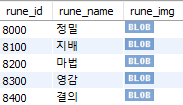 rune_id rune_name rune_img
8000 정밀 BLOB
8100 지배 BLOB
8200 마법 BLOB
8300 영감 BLOB
8400 결의 BLOB